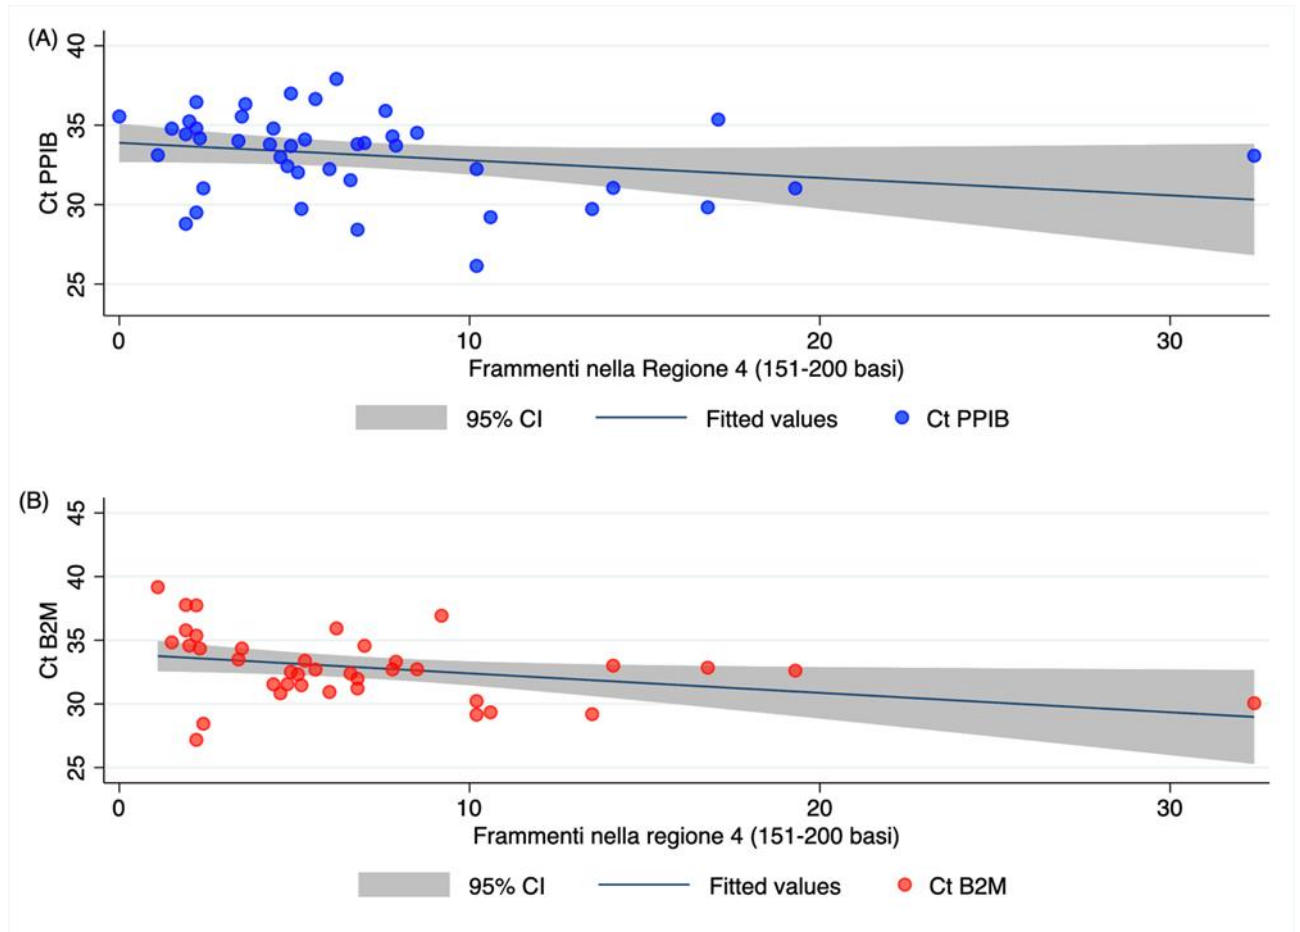 (A)
40
35
30
25
Ct PPIB
0 10 20 30
Frammenti nella Regione 4 (151-200 basi)
95% CI Fitted values Ct PPIB
(B)
45
40
35
30
25
Ct B2M
0 10 20 30
Frammenti nella regione 4 (151-200 basi)
95% CI Fitted values Ct B2M